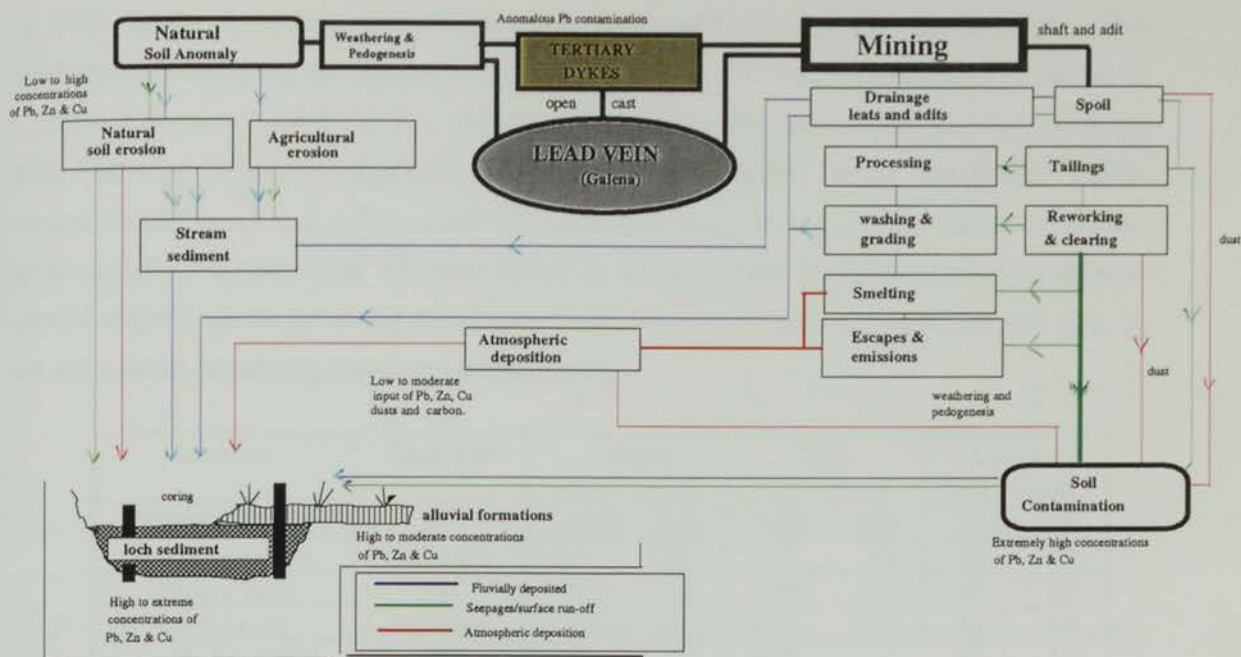 Anomalous Pb contamination
Natural
Soil Anomaly
Weathering &
Pedogenesis
TERTIARY
DYKES
Mining
shaft and adit
Low to high
concentrations
of Pb, Zn & Cu
open cast
Drainage
leats and adits
Spoil
Natural
soil erosion
Agricultural
erosion
LEAD VEIN
(Galena)
Processing
Tailings
Stream
sediment
washing &
grading
Reworking
& clearing
dust
Smelting
Atmospheric
deposition
Escapes &
emissions
dust
Low to moderate
input of Pb, Zn, Cu
dusts and carbon.
weathering and
pedogenesis
coring
Soil
Contamination
alluvial formations
High to moderate concentrations
of Pb, Zn & Cu
loch sediment
Extremely high concentrations
of Pb, Zn & Cu
High to extreme
concentrations of
Pb, Zn & Cu
Fluvially deposited
Seepages/surface run-off
Atmospheric deposition